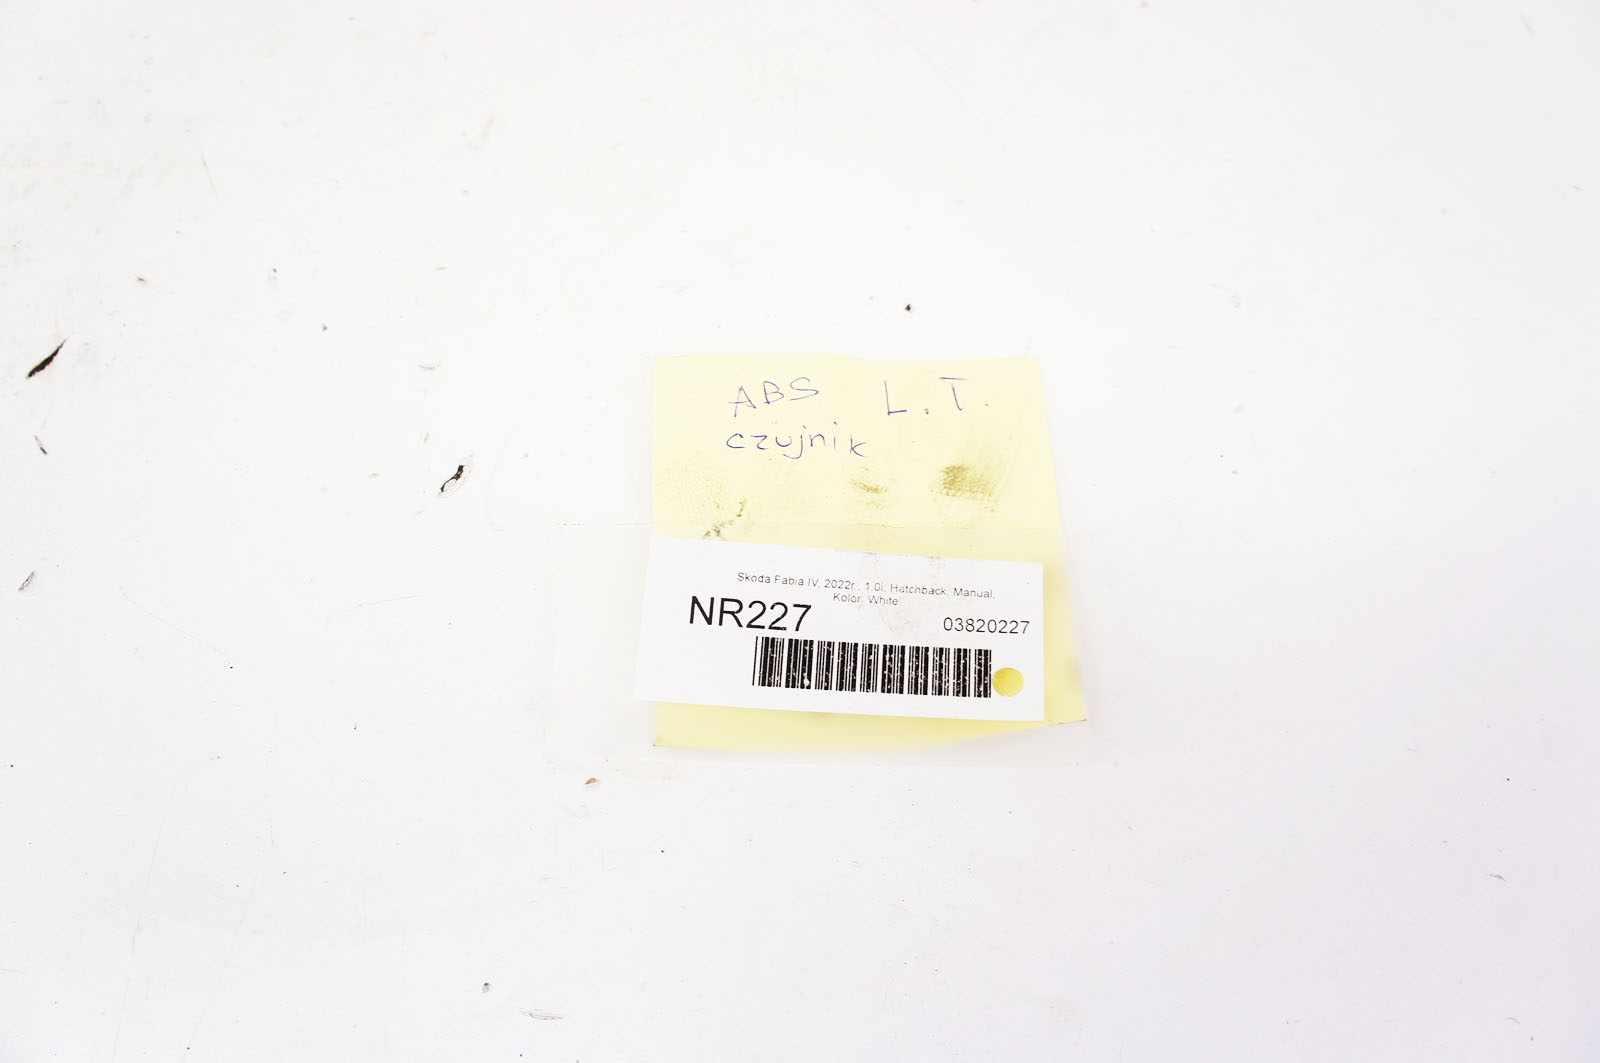 ABS L.T.
czujnik
Skoda Fabia IV, 2022r., 1.0i, Hatchback, Manual,
Kolor: White
NR227
03820227